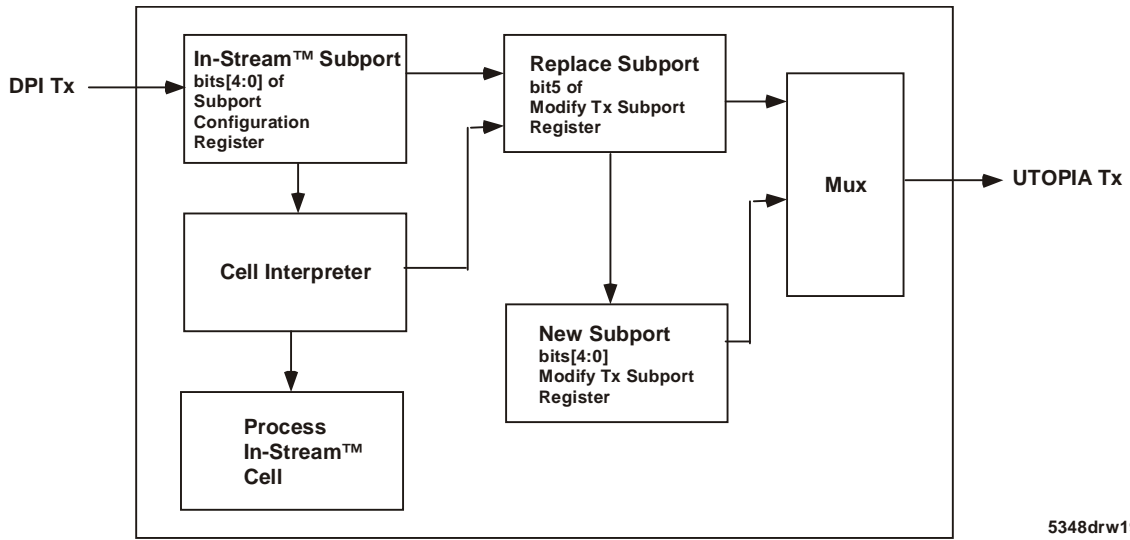 DPI Tx
In-Stream™ Subport
bits[4:0] of
Subport
Configuration
Register
Replace Subport
bit5 of
Modify Tx Subport
Register
Mux
UTOPIA Tx
Cell Interpreter
New Subport
bits[4:0]
Modify Tx Subport
Register
Process
In-Stream™
Cell